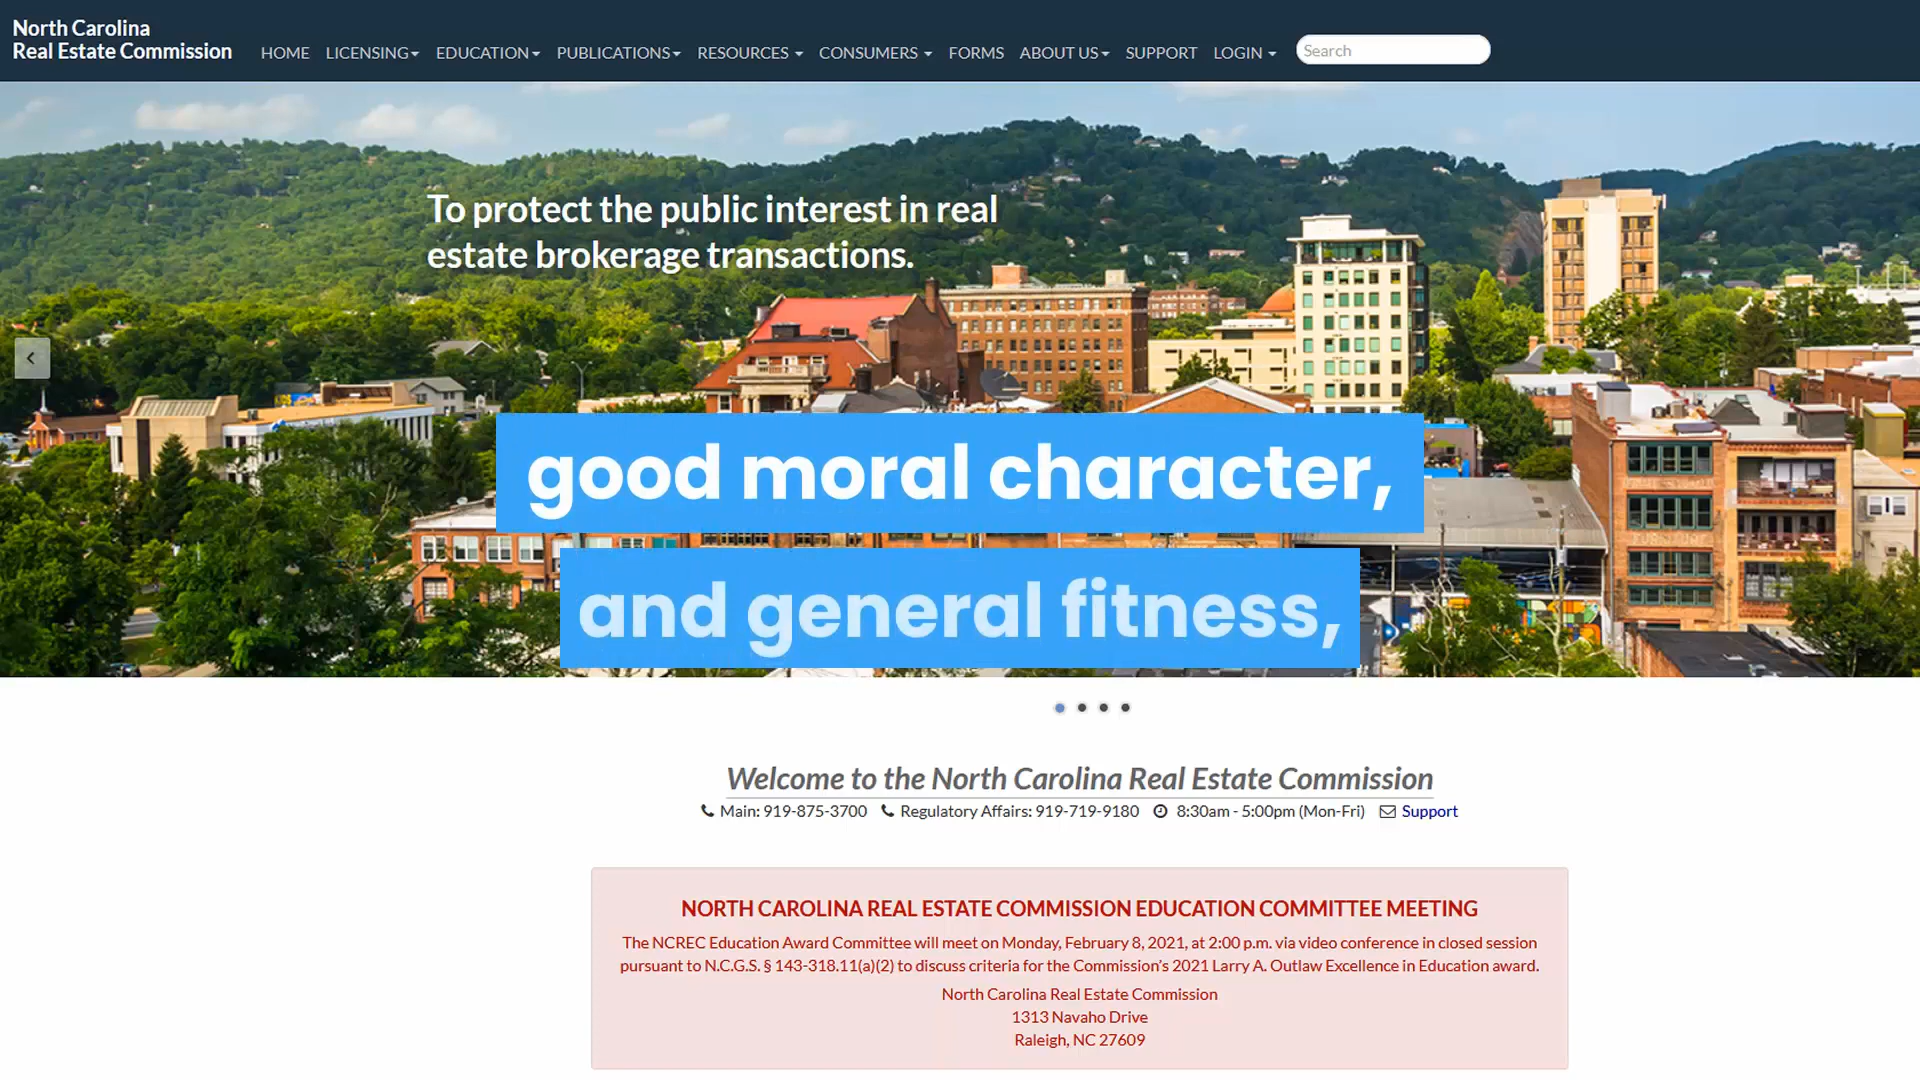 North Carolina
Real Estate Commission
HOME LICENSING EDUCATION PUBLICATIONS RESOURCES CONSUMERS FORMS ABOUT US SUPPORT LOGIN Search
To protect the public interest in real
estate brokerage transactions.
good moral character,
and general fitness,
Welcome to the North Carolina Real Estate Commission
Main: 919-875-3700 Regulatory Affairs: 919-719-9180 8:30am - 5:00pm (Mon-Fri) Support
NORTH CAROLINA REAL ESTATE COMMISSION EDUCATION COMMITTEE MEETING
The NCREC Education Award Committee will meet on Monday, February 8, 2021, at 2:00 p.m. via video conference in closed session
pursuant to N.C.G.S. § 143-318.11(a)(2) to discuss criteria for the Commission's 2021 Larry A. Outlaw Excellence in Education award.
North Carolina Real Estate Commission
1313 Navaho Drive
Raleigh, NC 27609